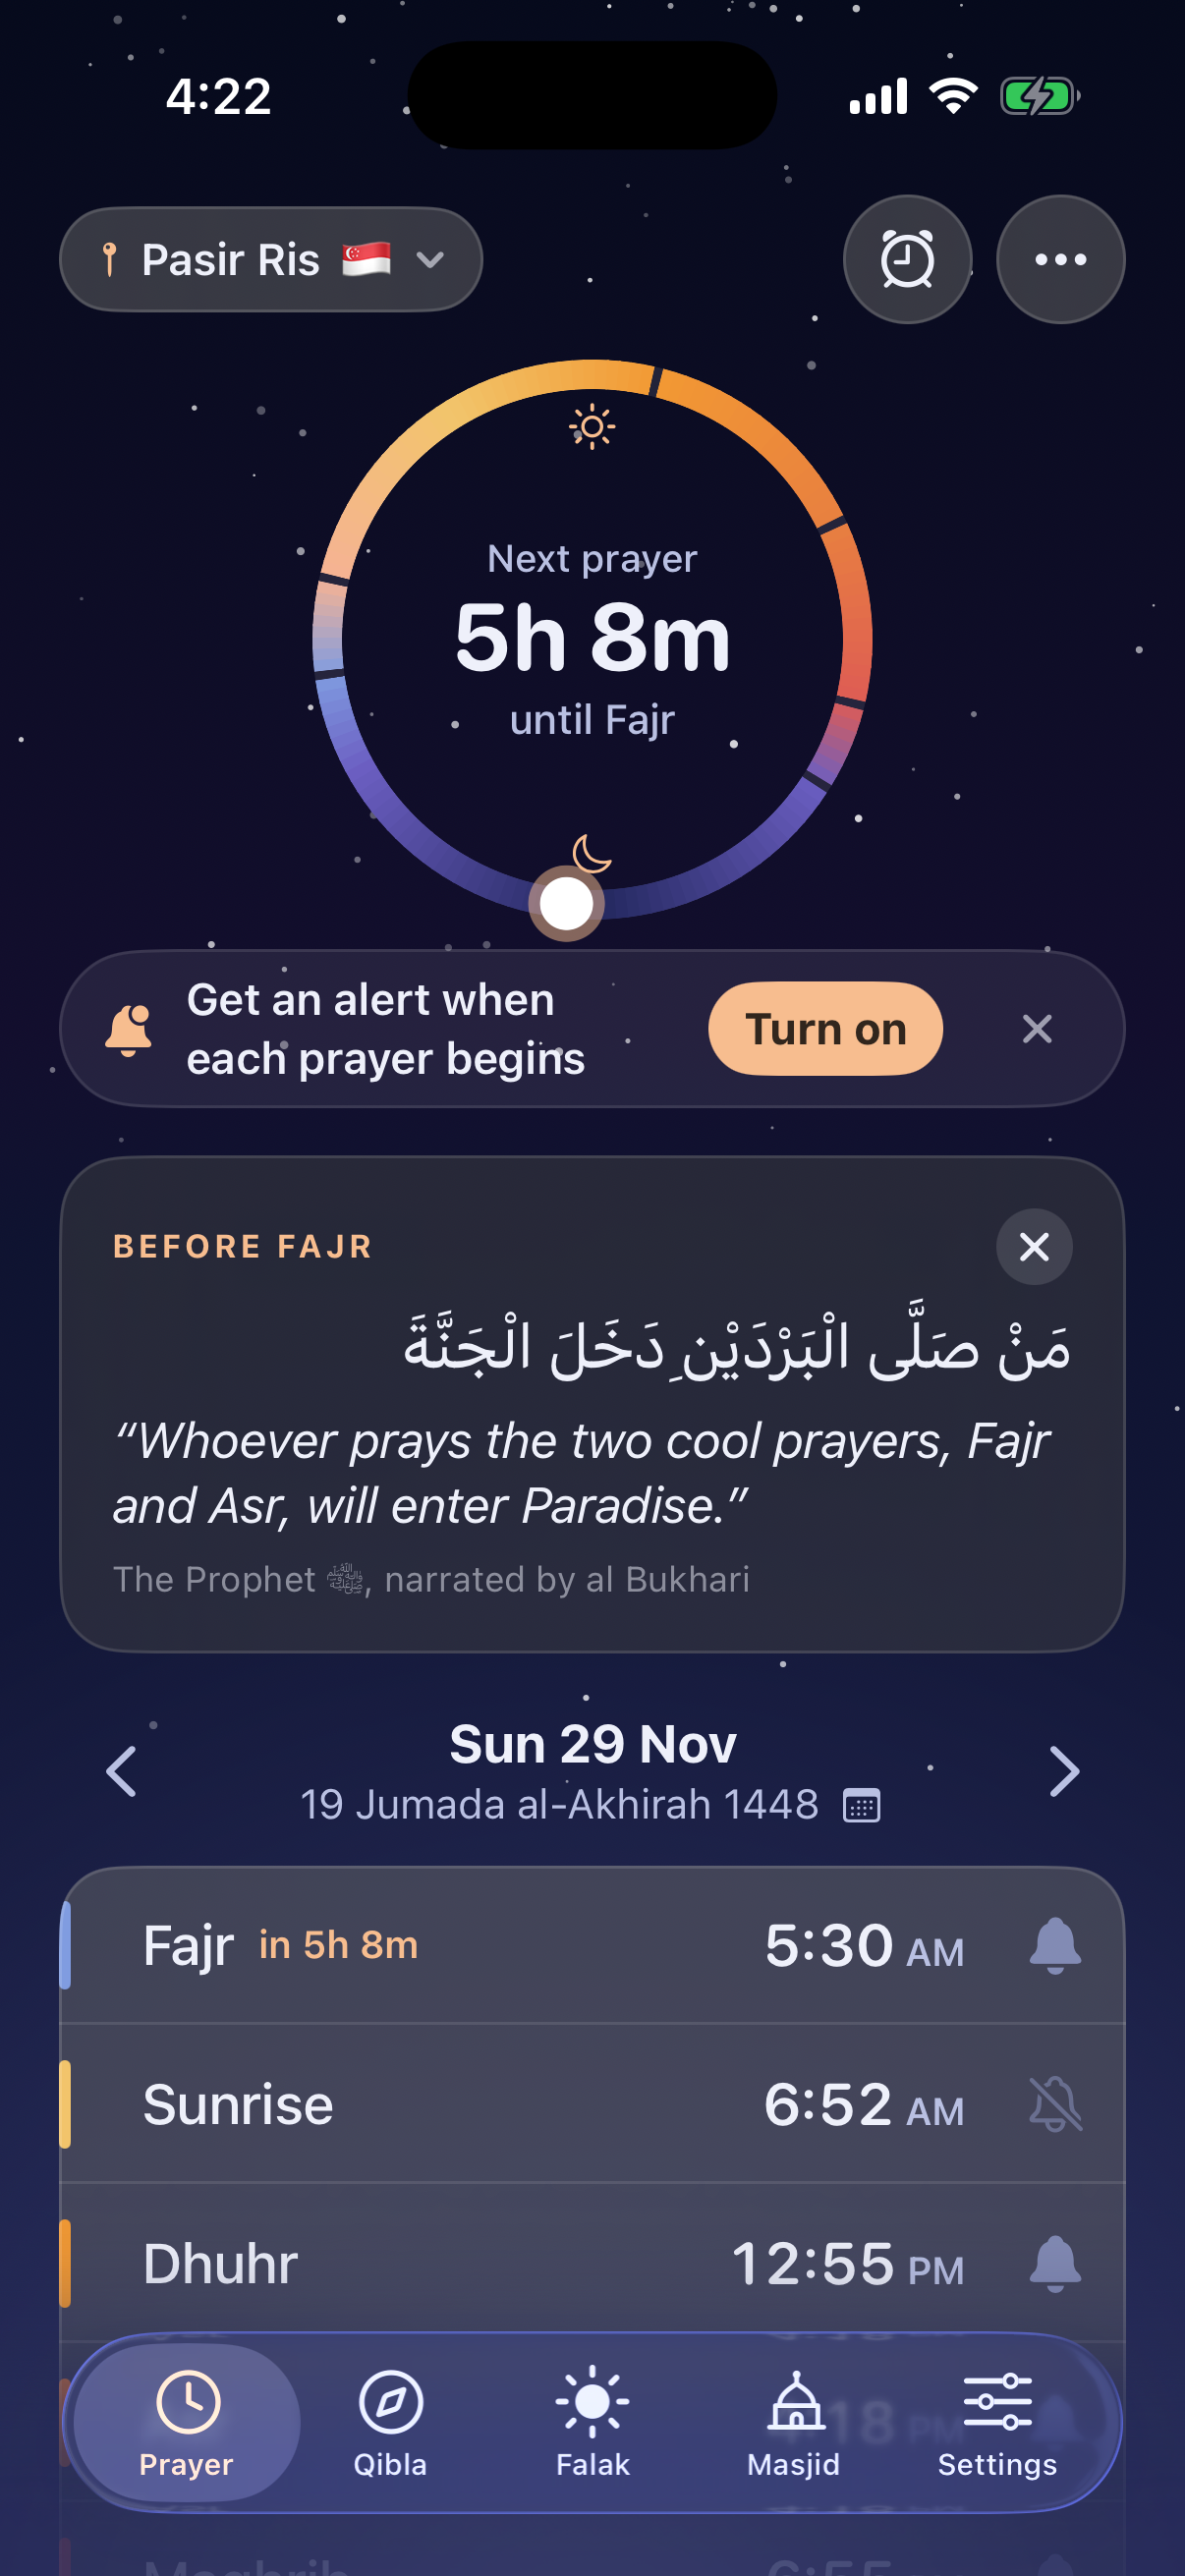 4:22
Pasir Ris 🇸🇬
Next prayer
5h 8m
until Fajr
Get an alert when
each prayer begins
Turn on
BEFORE FAJR
مَنْ صَلَّى الْبَرْدَيْنِ دَخَلَ الْجَنَّةَ
“Whoever prays the two cool prayers, Fajr
and Asr, will enter Paradise.”
The Prophet ﷺ, narrated by al Bukhari
Sun 29 Nov
19 Jumada al-Akhirah 1448
Fajr in 5h 8m 5:30 AM
Sunrise 6:52 AM
Dhuhr 12:55 PM
Prayer Qibla Falak Masjid Settings